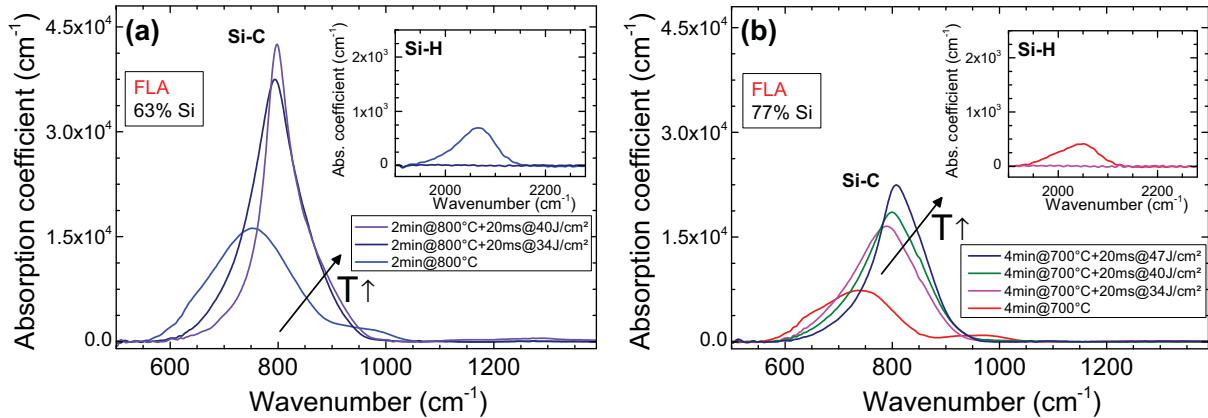 Absorption coefficient (cm⁻¹)
4.5x10⁴
3.0x10⁴
1.5x10⁴
0.0
(a)
Si-C
FLA
63% Si
Abs. coefficient (cm⁻¹)
2x10³
1x10³
0
Si-H
2000
2200
Wavenumber (cm⁻¹)
2min@800°C+20ms@40J/cm²
2min@800°C+20ms@34J/cm²
2min@800°C
T↑
600
800
1000
1200
Wavenumber (cm⁻¹)
Absorption coefficient (cm⁻¹)
4.5x10⁴
3.0x10⁴
1.5x10⁴
0.0
(b)
Si-C
FLA
77% Si
Abs. coefficient (cm⁻¹)
2x10³
1x10³
0
Si-H
2000
2200
Wavenumber (cm⁻¹)
T↑
4min@700°C+20ms@47J/cm²
4min@700°C+20ms@40J/cm²
4min@700°C+20ms@34J/cm²
4min@700°C
600
800
1000
1200
Wavenumber (cm⁻¹)